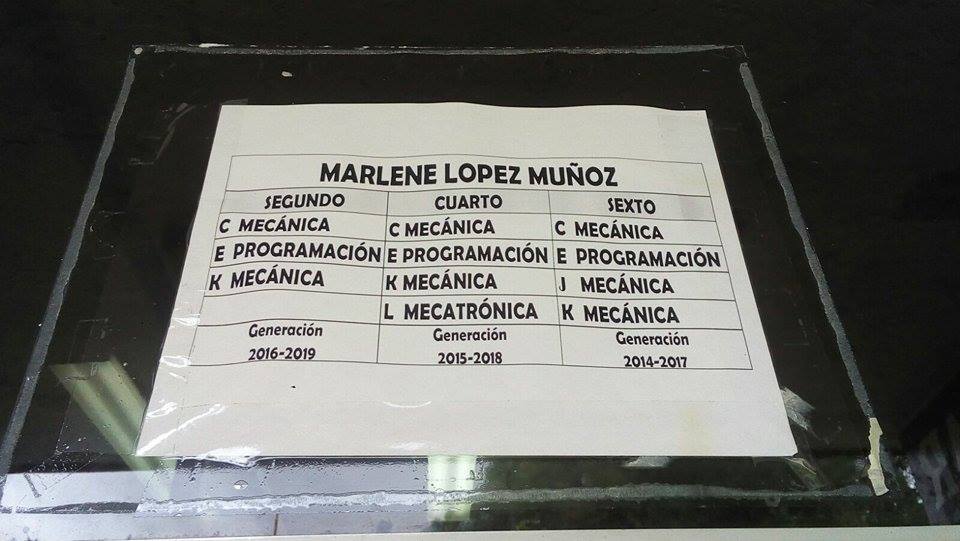 MARLENE LOPEZ MUÑOZ
SEGUNDO CUARTO SEXTO
C MECÁNICA C MECÁNICA C MECÁNICA
E PROGRAMACIÓN E PROGRAMACIÓN E PROGRAMACIÓN
K MECÁNICA K MECÁNICA J MECÁNICA
L MECATRÓNICA K MECÁNICA
Generación Generación Generación
2016-2019 2015-2018 2014-2017